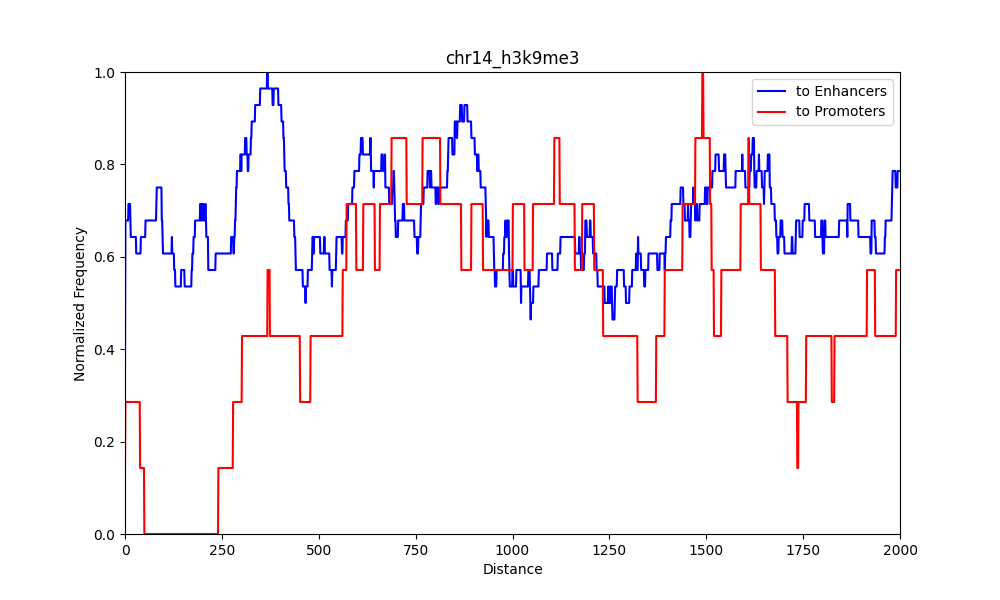 chr14_h3k9me3
to Enhancers
to Promoters
Normalized Frequency
1.0
0.8
0.6
0.4
0.2
0.0
0 250 500 750 1000 1250 1500 1750 2000
Distance